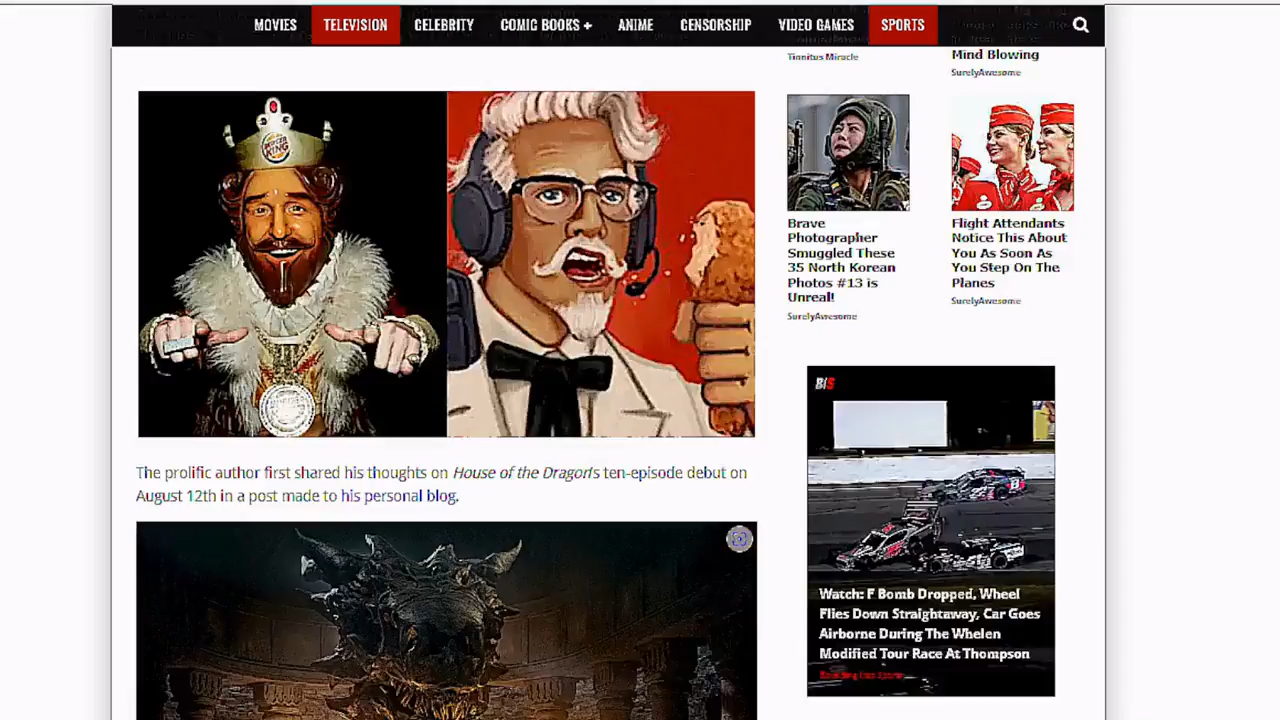 MOVIES TELEVISION CELEBRITY COMIC BOOKS + ANIME CENSORSHIP VIDEO GAMES SPORTS
Tinnitus Miracle
Mind Blowing
SurelyAwesome
BURGER
KING
Brave
Photographer
Smuggled These
35 North Korean
Photos #13 is
Unreal!
SurelyAwesome
Flight Attendants
Notice This About
You As Soon As
You Step On The
Planes
SurelyAwesome
The prolific author first shared his thoughts on House of the Dragon's ten-episode debut on
August 12th in a post made to his personal blog.
B/S
Watch: F Bomb Dropped, Wheel
Flies Down Straightaway, Car Goes
Airborne During The Whelen
Modified Tour Race At Thompson